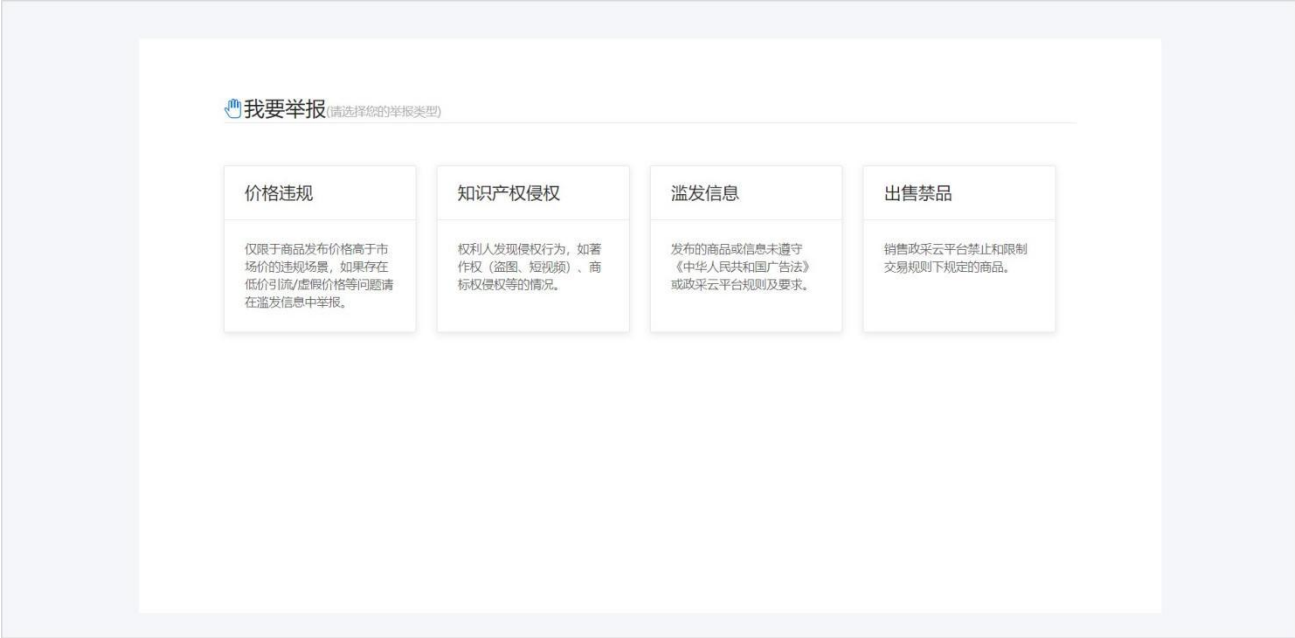 我要举报(请选择您的举报类型)
价格违规
仅限于商品发布价格高于市
场价的违规场景，如果存在
低价引流/虚假价格等问题请
在滥发信息中举报。
知识产权侵权
权利人发现侵权行为，如著
作权（盗图、短视频）、商
标权侵权等的情况。
滥发信息
发布的商品或信息未遵守
《中华人民共和国广告法》
或政采云平台规则及要求。
出售禁品
销售政采云平台禁止和限制
交易规则下规定的商品。